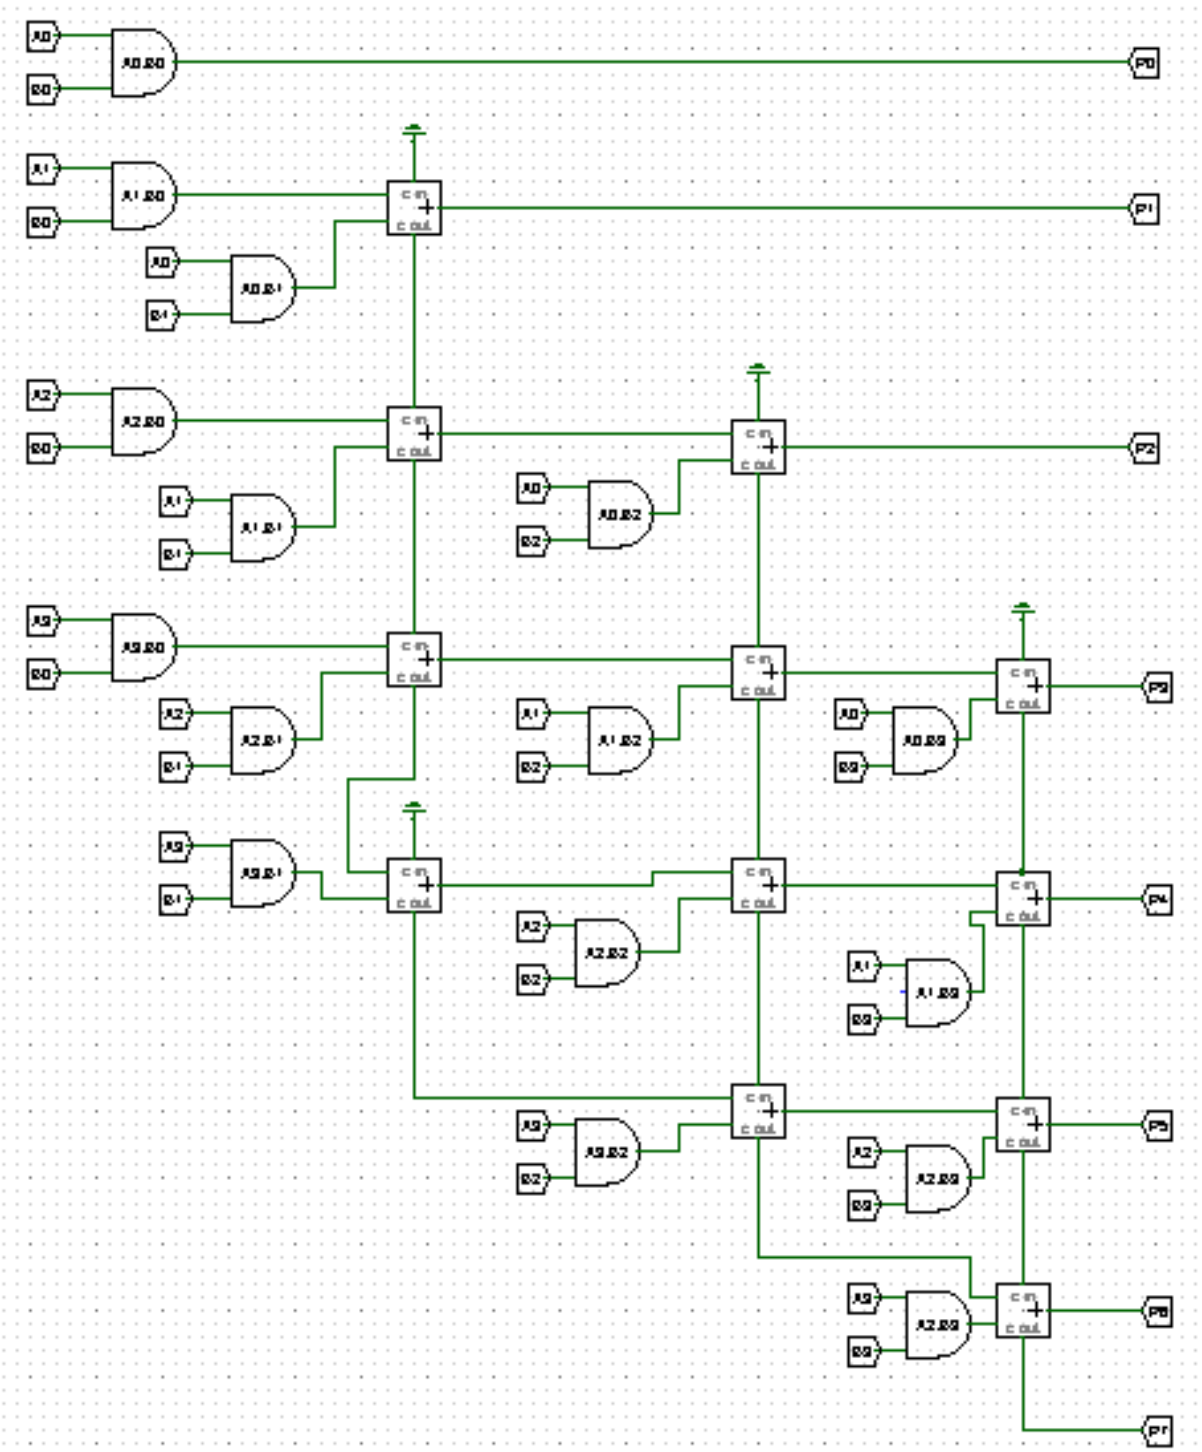 A0
A0.B0
P0
B0
A1
A1.B0
c in
P1
B0
c out
A0
A0.B1
B1
A2
A2.B0
c in
c in
P2
B0
c out
c out
A1
A0
A1.B1
A0.B2
B1
B2
A3
A3.B0
c in
c in
c in
P3
B0
c out
c out
c out
A2
A1
A0
A2.B1
A1.B2
A0.B3
B1
B2
B3
A3
A3.B1
c in
c in
c in
P4
B1
c out
c out
c out
A2
A2.B2
A1
B2
A1.B3
B3
c in
c in
P5
A3
c out
c out
A3.B2
A2
B2
A2.B3
B3
A3
c in
P6
A2.B3
c out
B3
P7